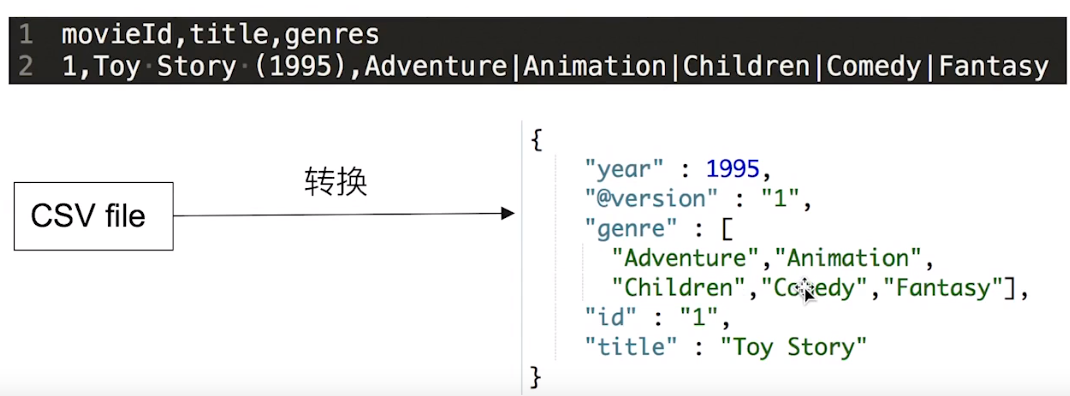 1 movieId,title,genres
2 1,Toy Story (1995),Adventure|Animation|Children|Comedy|Fantasy
转换
CSV file
{
"year" : 1995,
"@version" : "1",
"genre" : [
"Adventure","Animation",
"Children","Comedy","Fantasy"],
"id" : "1",
"title" : "Toy Story"
}